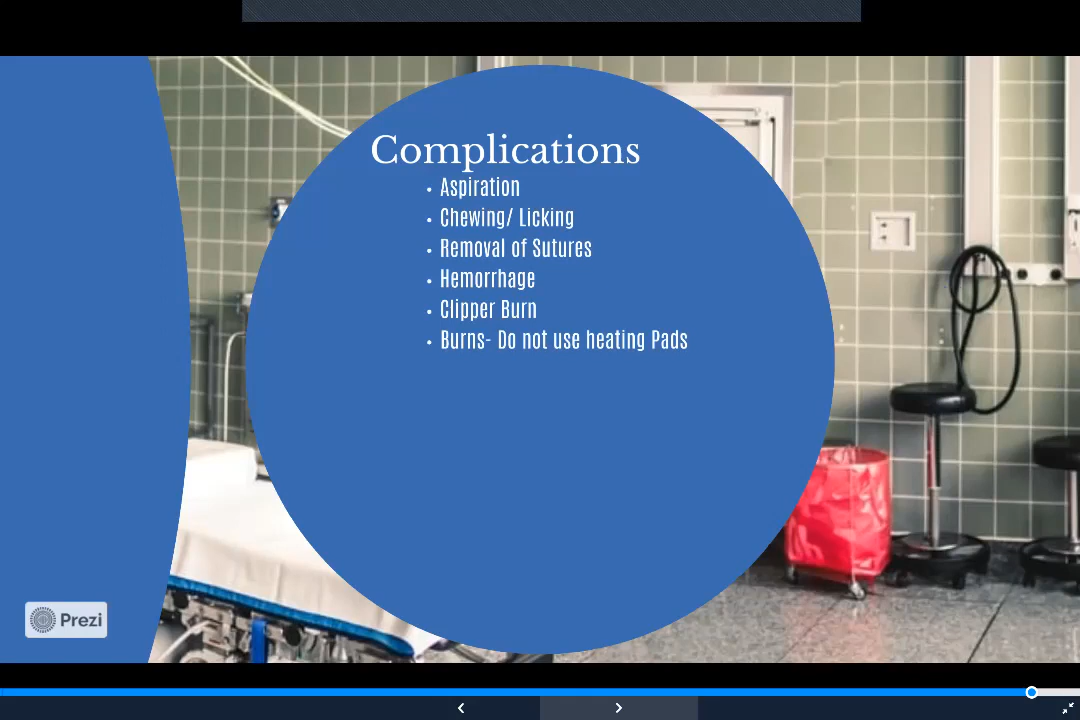 Complications
• Aspiration
• Chewing/ Licking
• Removal of Sutures
• Hemorrhage
• Clipper Burn
• Burns- Do not use heating Pads
Prezi